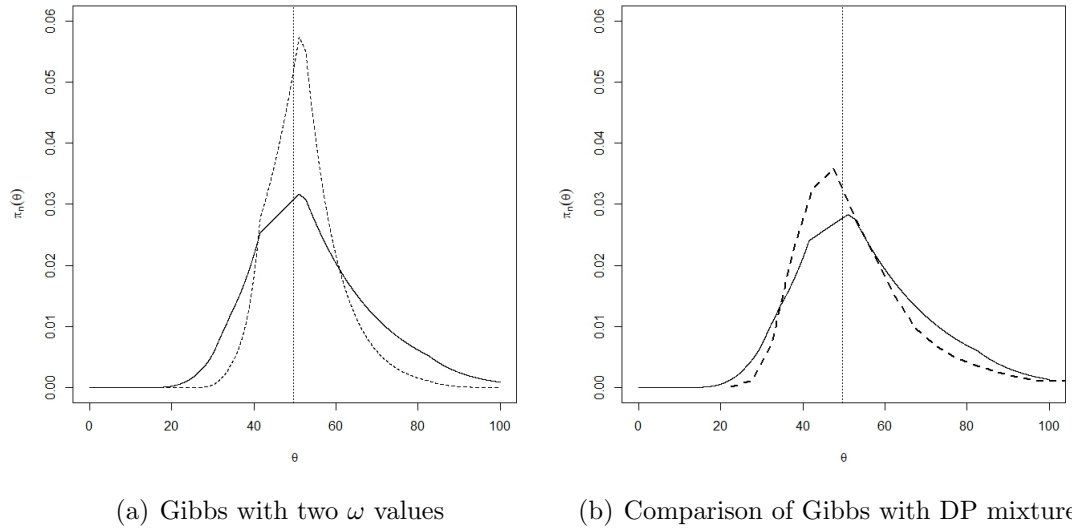 0.06
0.05
0.04
0.03
0.02
0.01
0.00
πn(θ)
0 20 40 60 80 100
θ
(a) Gibbs with two ω values
0.06
0.05
0.04
0.03
0.02
0.01
0.00
πn(θ)
0 20 40 60 80 100
θ
(b) Comparison of Gibbs with DP mixture